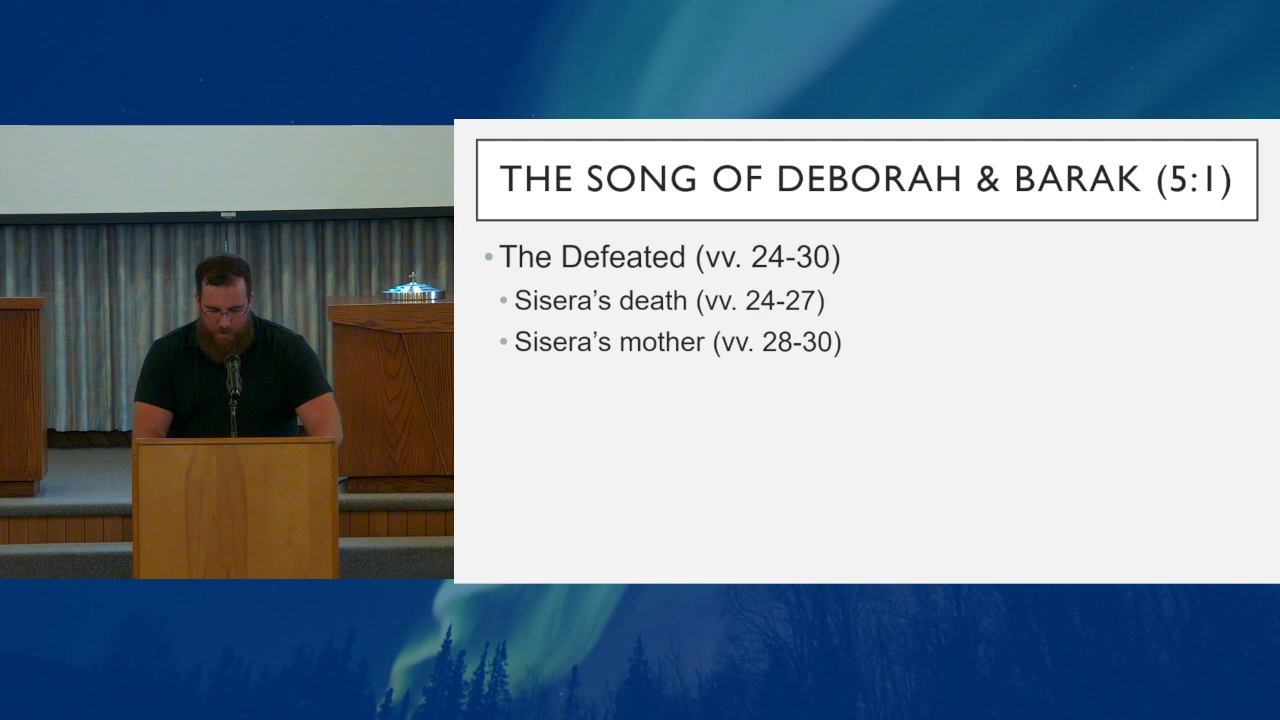 THE SONG OF DEBORAH & BARAK (5:1)
• The Defeated (vv. 24-30)
• Sisera's death (vv. 24-27)
• Sisera's mother (vv. 28-30)